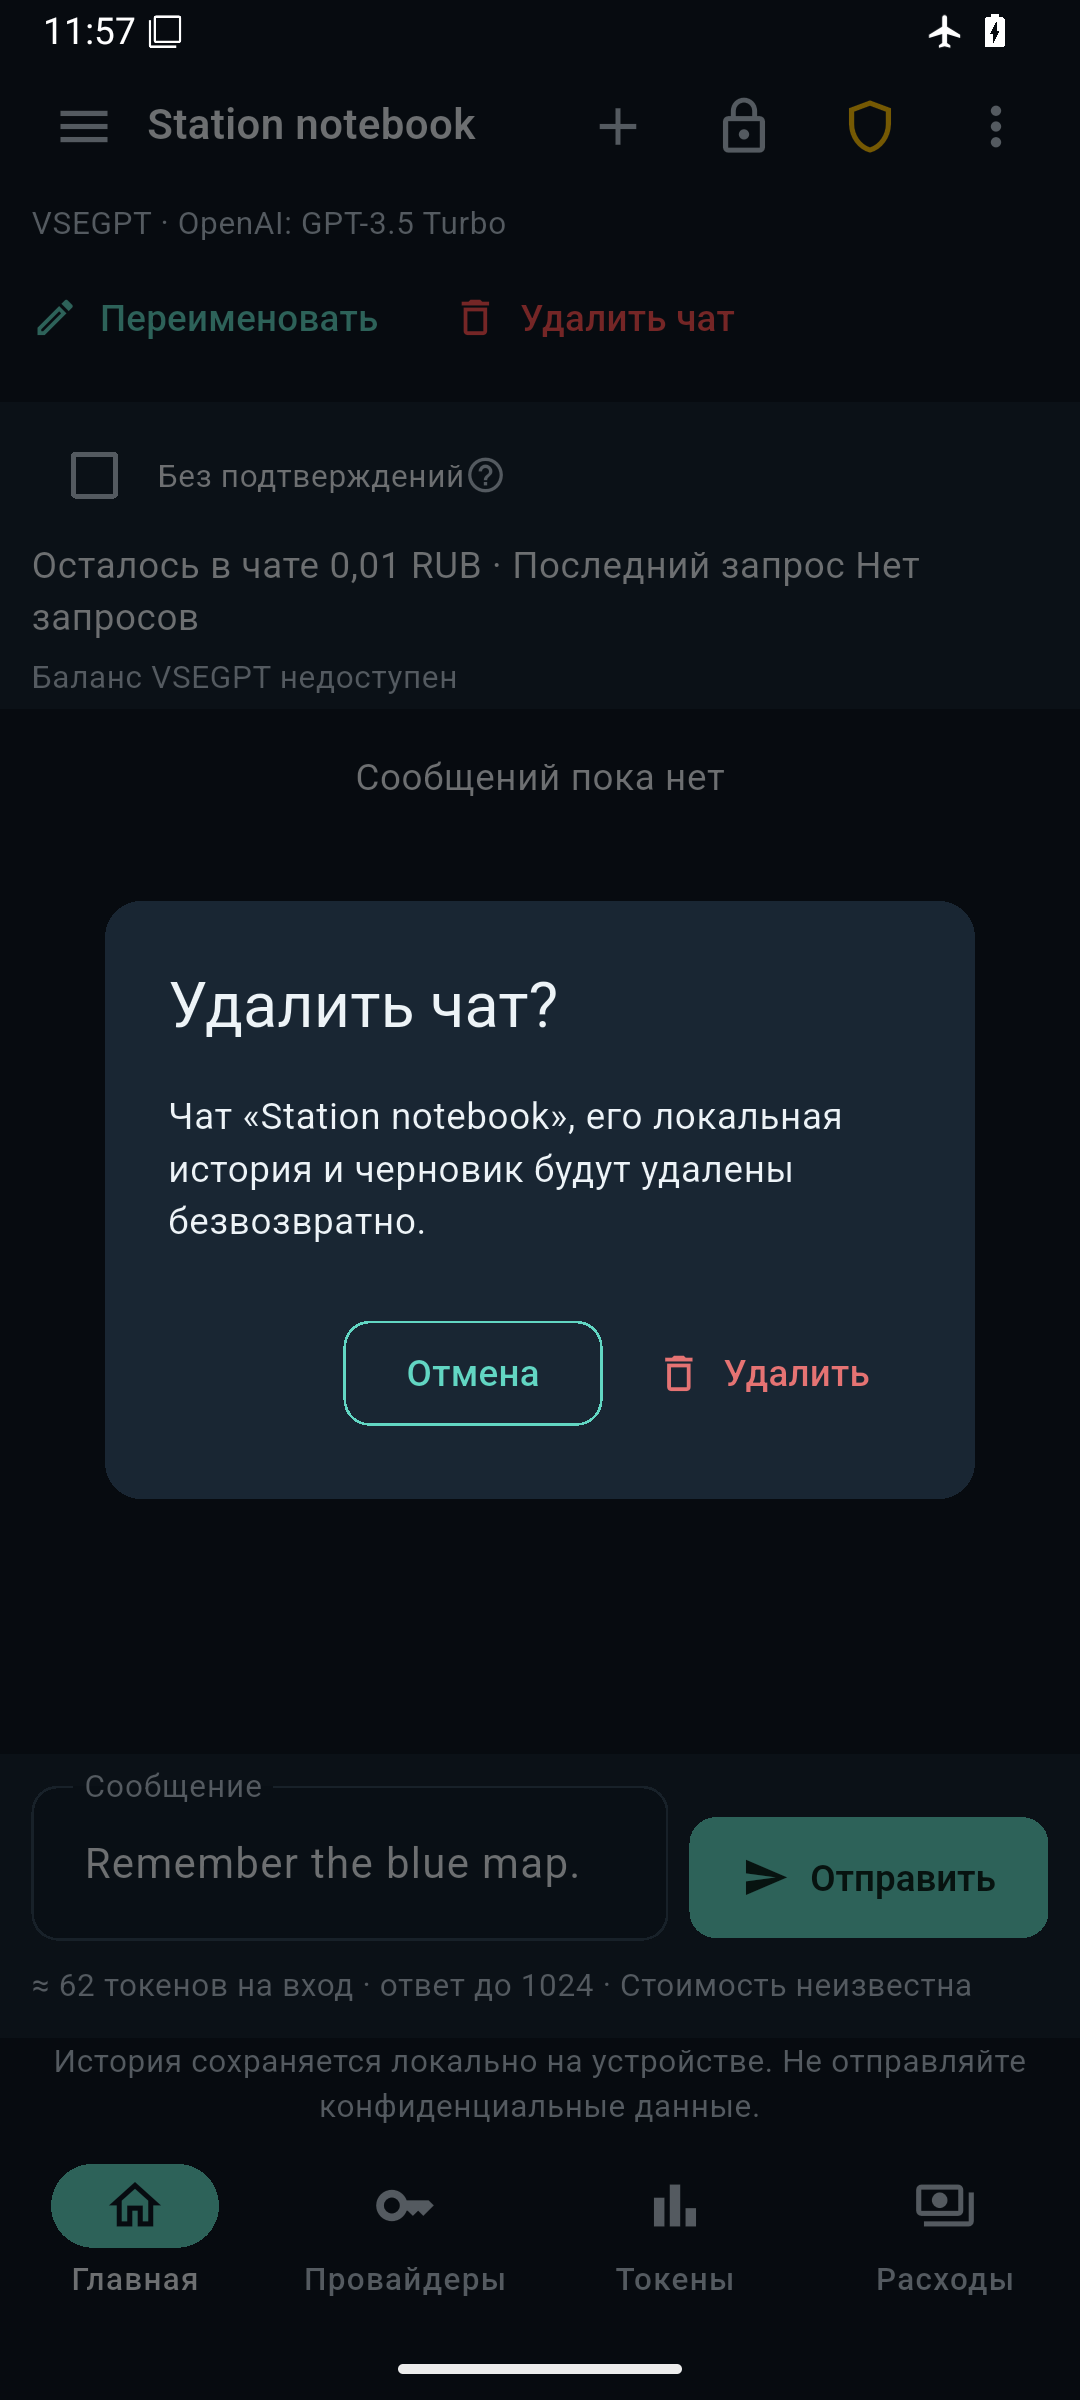 11:57
Station notebook
VSEGPT · OpenAI: GPT-3.5 Turbo
Переименовать
Удалить чат
Без подтверждений
Осталось в чате 0,01 RUB · Последний запрос Нет
запросов
Баланс VSEGPT недоступен
Сообщений пока нет
Удалить чат?
Чат «Station notebook», его локальная
история и черновик будут удалены
безвозвратно.
Отмена
Удалить
Сообщение
Remember the blue map.
Отправить
≈ 62 токенов на вход · ответ до 1024 · Стоимость неизвестна
История сохраняется локально на устройстве. Не отправляйте
конфиденциальные данные.
Главная
Провайдеры
Токены
Расходы